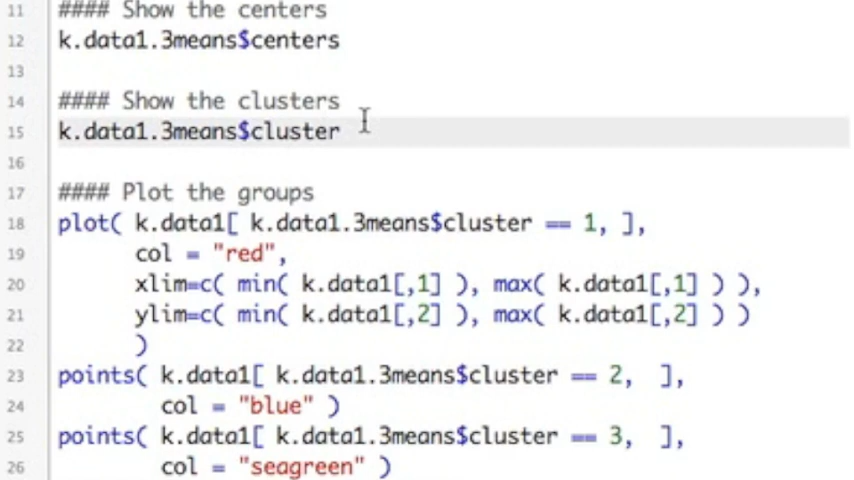 11 #### Show the centers
12 k.data1.3means$centers
13
14 #### Show the clusters
15 k.data1.3means$cluster
16
17 #### Plot the groups
18 plot( k.data1[ k.data1.3means$cluster == 1, ],
19 col = "red",
20 xlim=c( min( k.data1[,1] ), max( k.data1[,1] ) ),
21 ylim=c( min( k.data1[,2] ), max( k.data1[,2] ) )
22 )
23 points( k.data1[ k.data1.3means$cluster == 2,  ],
24 col = "blue" )
25 points( k.data1[ k.data1.3means$cluster == 3,  ],
26 col = "seagreen" )